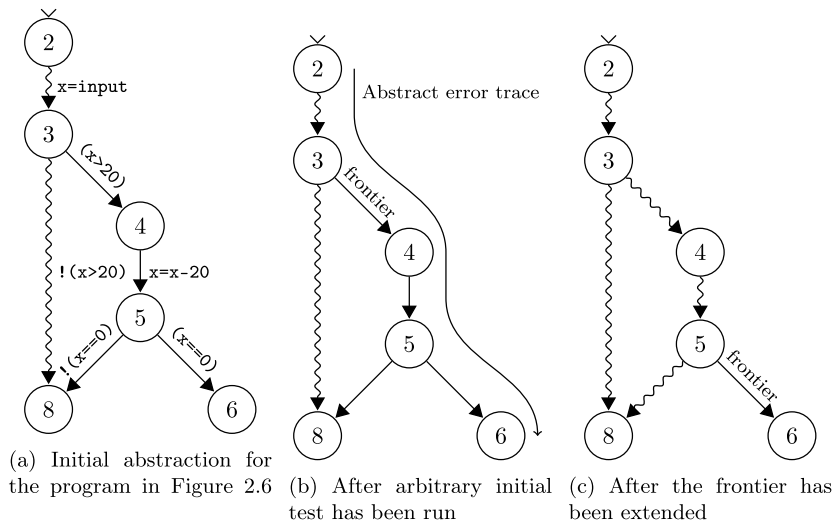 2
x=input
3
(x>20)
4
!(x>20)
x=x-20
5
!(x==0)
(x==0)
8
6
(a) Initial abstraction for
the program in Figure 2.6
2
Abstract error trace
3
frontier
4
5
8
6
(b) After arbitrary initial
test has been run
2
3
4
5
frontier
8
6
(c) After the frontier has
been extended